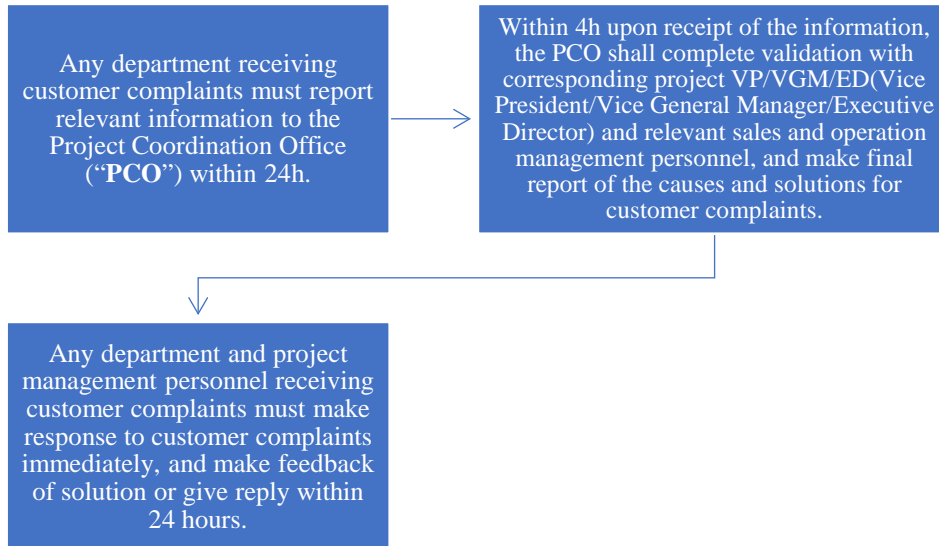 Any department receiving
customer complaints must report
relevant information to the
Project Coordination Office
(“PCO”) within 24h.
Within 4h upon receipt of the information,
the PCO shall complete validation with
corresponding project VP/VGM/ED(Vice
President/Vice General Manager/Executive
Director) and relevant sales and operation
management personnel, and make final
report of the causes and solutions for
customer complaints.
Any department and project
management personnel receiving
customer complaints must make
response to customer complaints
immediately, and make feedback
of solution or give reply within
24 hours.